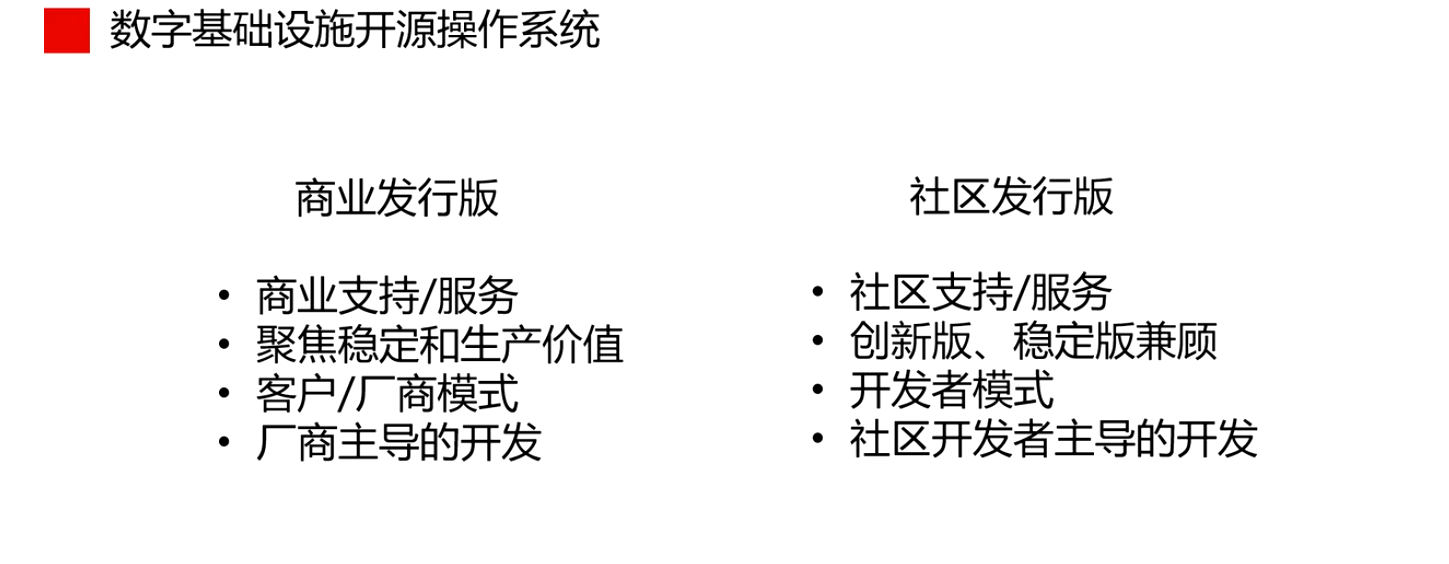 数字基础设施开源操作系统
商业发行版
• 商业支持/服务
• 聚焦稳定和生产价值
• 客户/厂商模式
• 厂商主导的开发
社区发行版
• 社区支持/服务
• 创新版、稳定版兼顾
• 开发者模式
• 社区开发者主导的开发